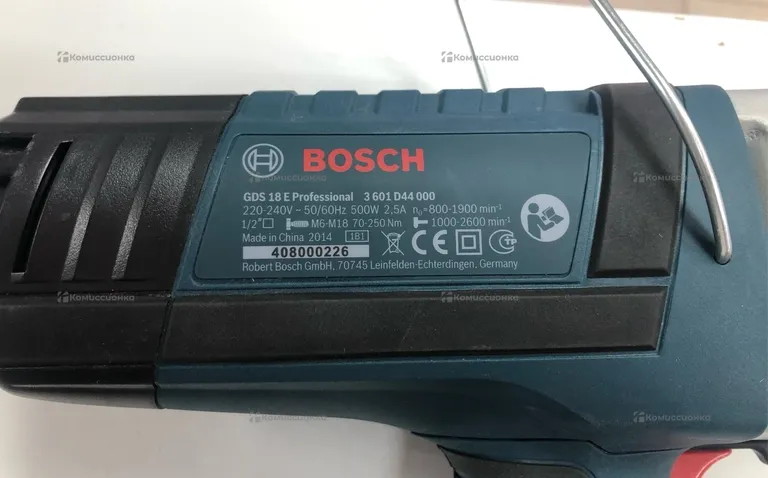 BOSCH
GDS 18 E Professional 3 601 D44 000
220-240V ~ 50/60Hz 500W 2,5A n₀=800-1900 min⁻¹
1/2" M6-M18 70-250 Nm 1000-2600 min⁻¹
Made in China 2014 1B1
408000226
Robert Bosch GmbH, 70745 Leinfelden-Echterdingen, Germany
Комиссионка
Комиссионка
Комиссионка
Комиссионка
Комиссионка
Комиссионка
Комиссионка
Комиссионка